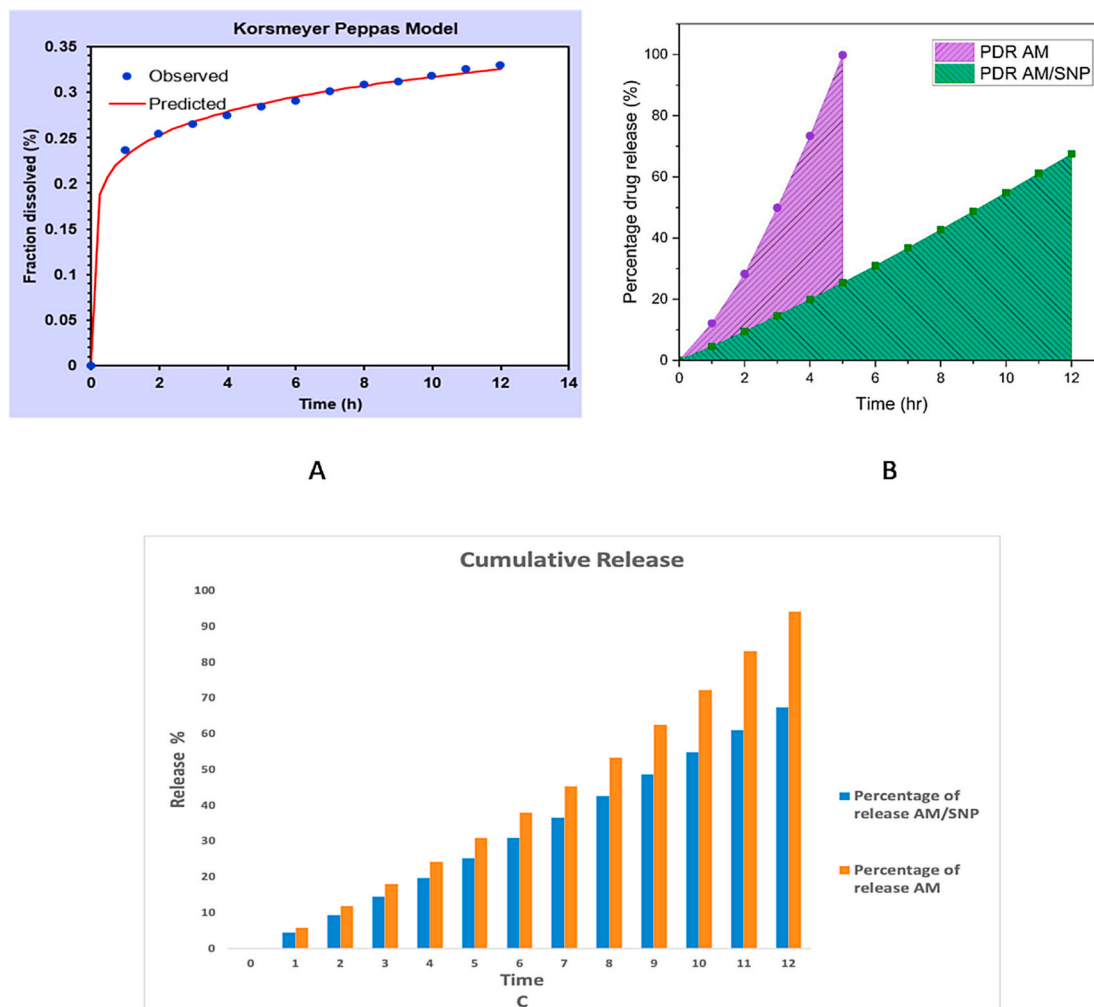 Korsmeyer Peppas Model
0.35
0.3
0.25
0.2
0.15
0.1
0.05
0
Observed
Predicted
Fraction dissolved (%)
0 2 4 6 8 10 12 14
Time (h)
A
100
80
60
40
20
0
PDR AM
PDR AM/SNP
Percentage drug release (%)
0 2 4 6 8 10 12
Time (hr)
B
Cumulative Release
100
90
80
70
60
50
40
30
20
10
0
Release %
0 1 2 3 4 5 6 7 8 9 10 11 12
Time
Percentage of
release AM/SNP
Percentage of
release AM
C